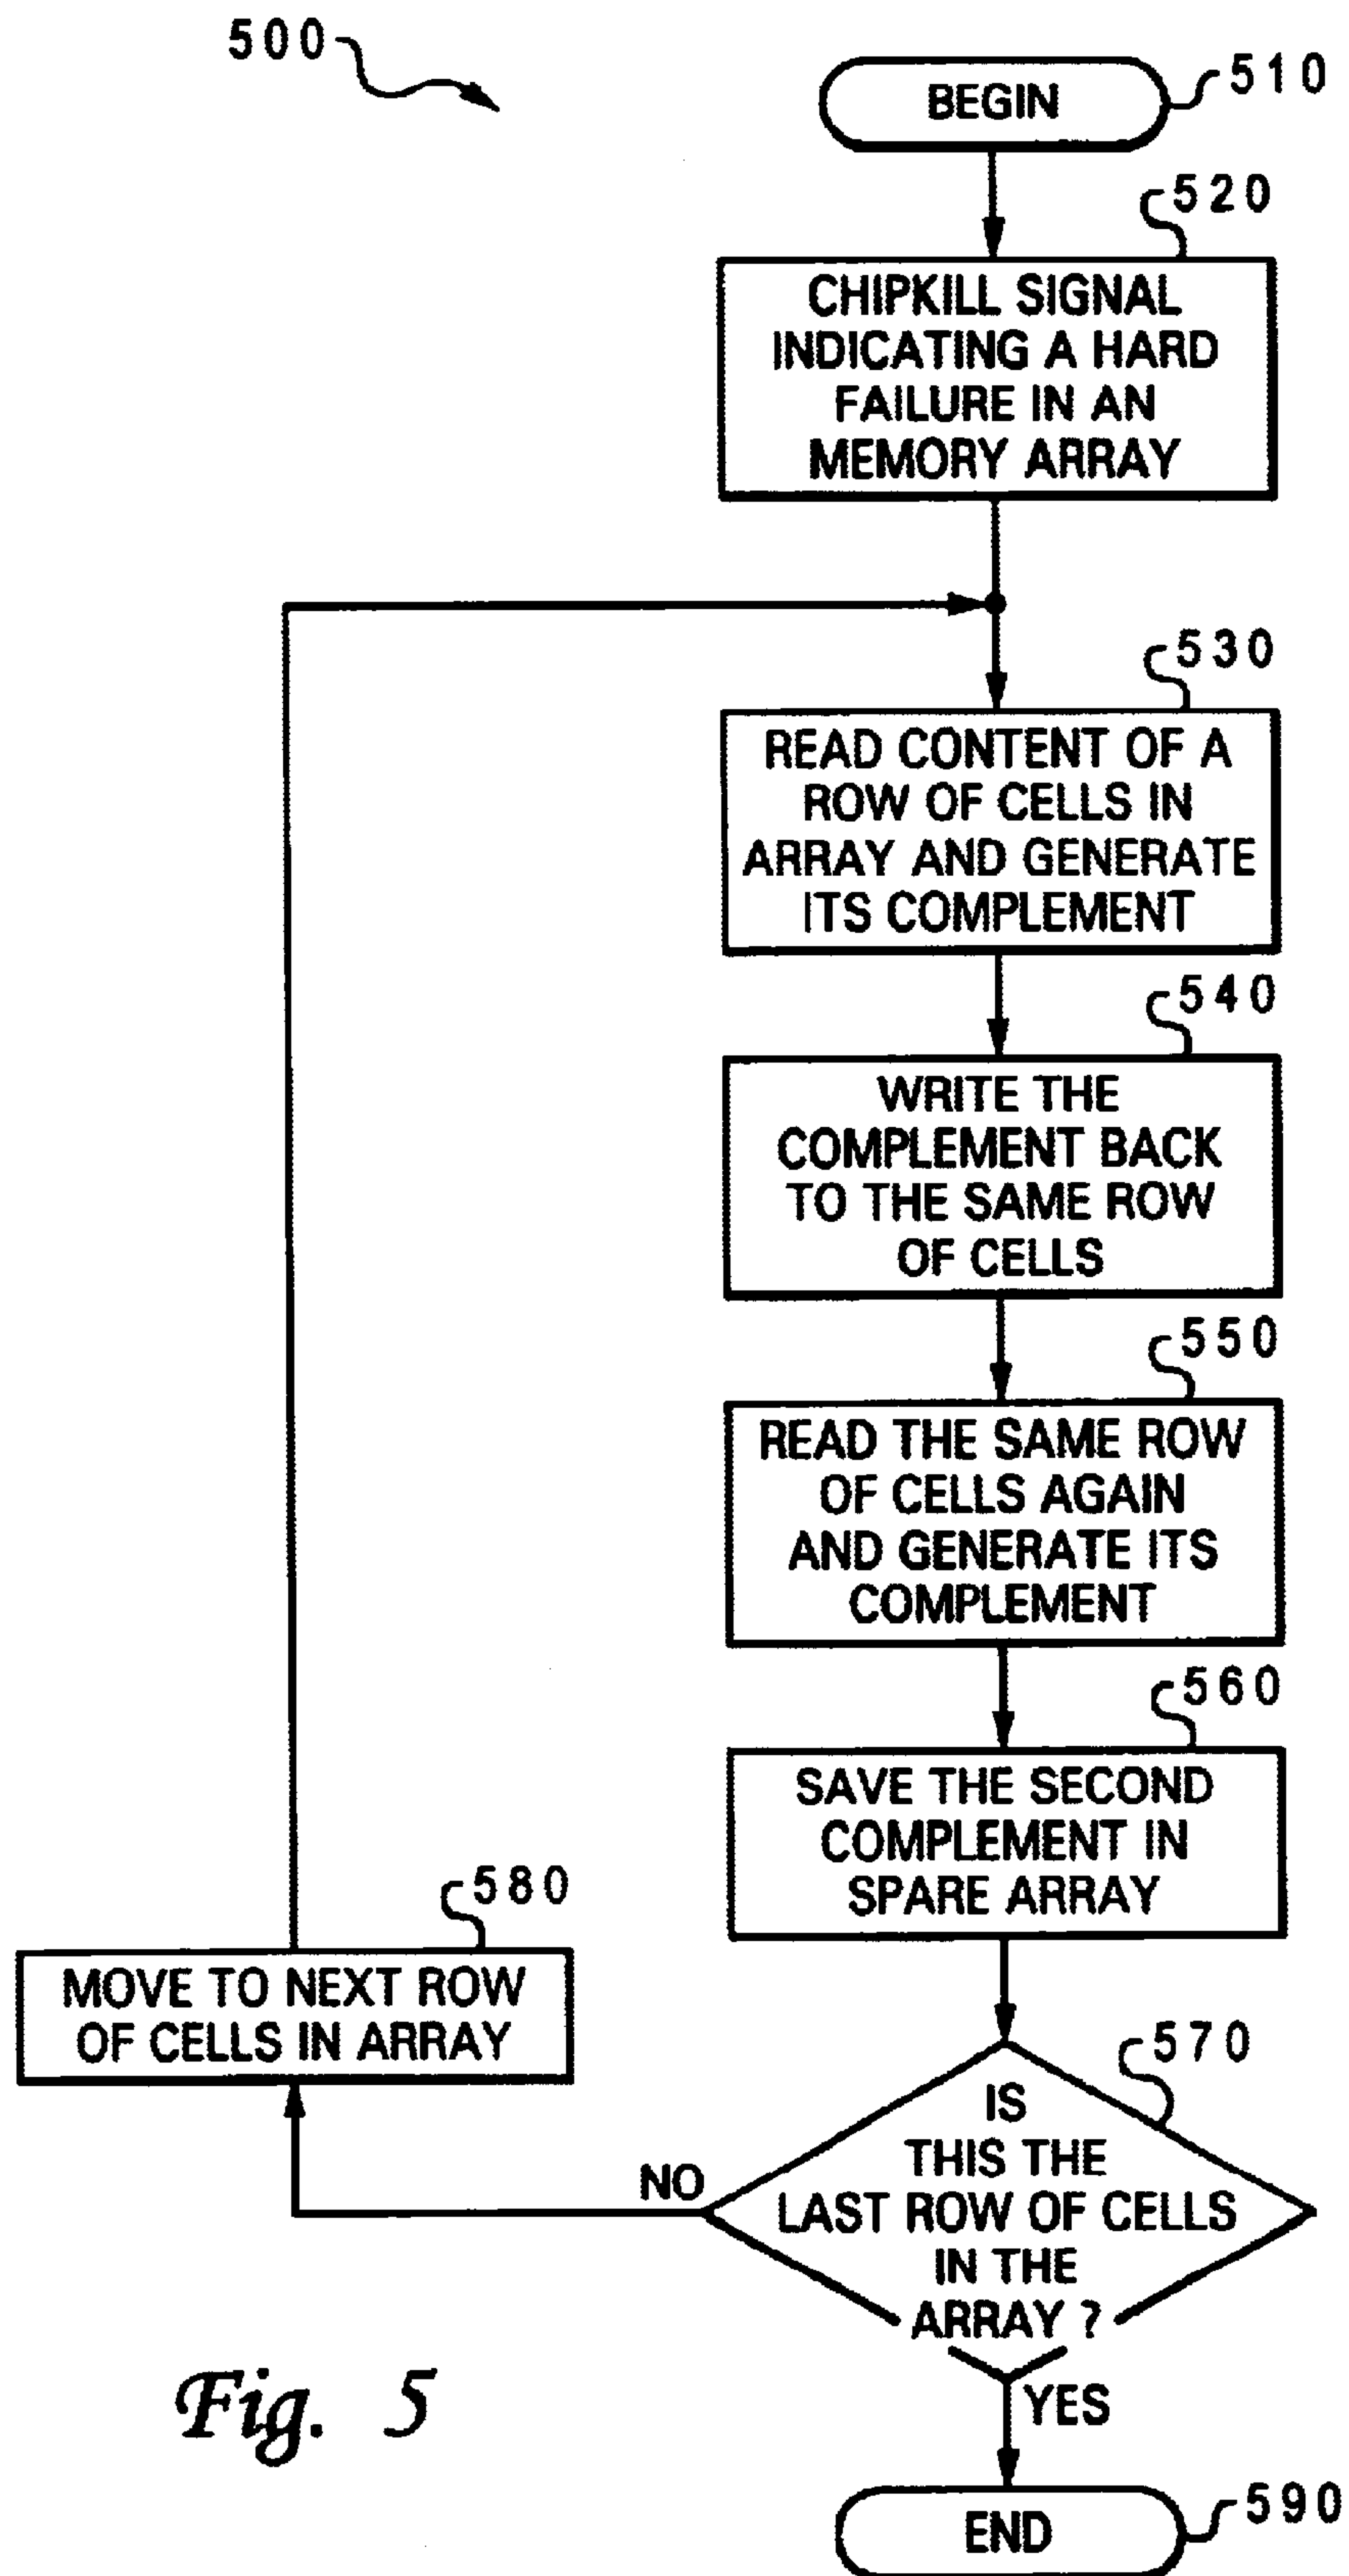 500
BEGIN
510
520
CHIPKILL SIGNAL
INDICATING A HARD
FAILURE IN AN
MEMORY ARRAY
530
READ CONTENT OF A
ROW OF CELLS IN
ARRAY AND GENERATE
ITS COMPLEMENT
540
WRITE THE
COMPLEMENT BACK
TO THE SAME ROW
OF CELLS
550
READ THE SAME ROW
OF CELLS AGAIN
AND GENERATE ITS
COMPLEMENT
560
SAVE THE SECOND
COMPLEMENT IN
SPARE ARRAY
580
MOVE TO NEXT ROW
OF CELLS IN ARRAY
570
IS
THIS THE
LAST ROW OF CELLS
IN THE
ARRAY ?
NO
YES
Fig. 5
END
590